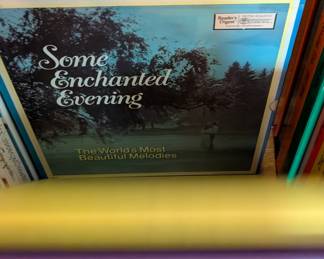 Reader's
Digest
Some
Enchanted
Evening
The World's Most
Beautiful Melodies